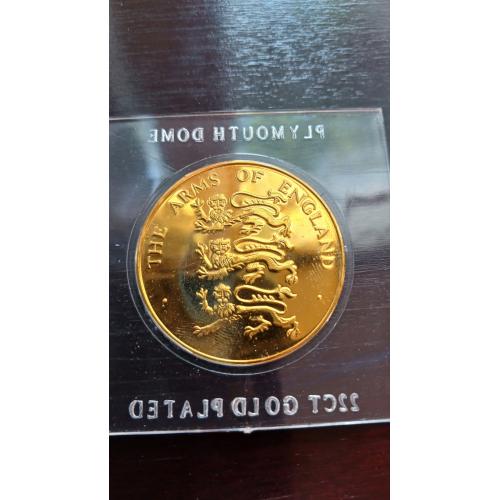 PLYMOUTH DOME
THE ARMS OF ENGLAND
22CT GOLD PLATED